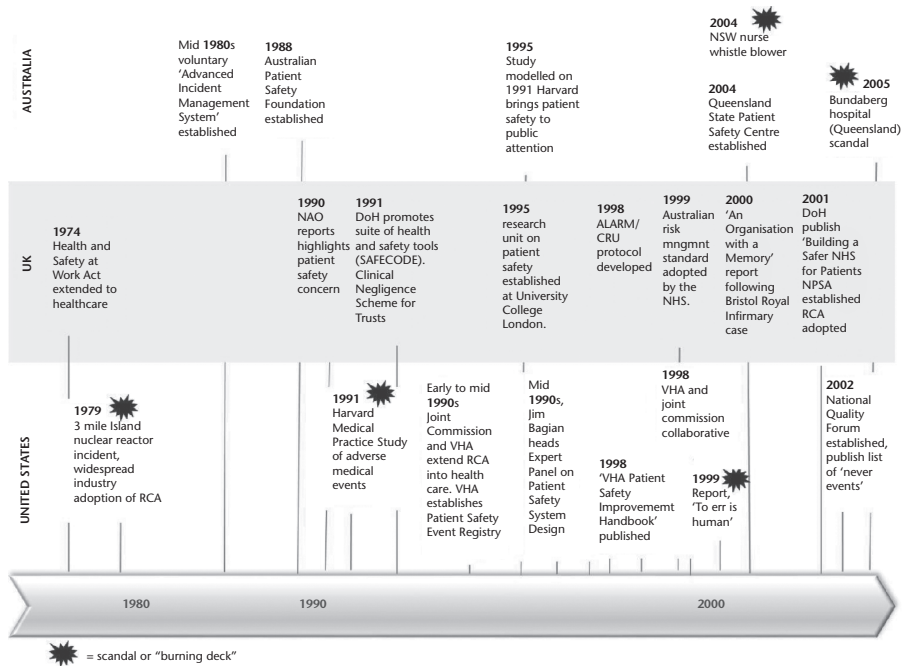 AUSTRALIA
Mid 1980s
voluntary
‘Advanced
Incident
Management
System’
established
1988
Australian
Patient
Safety
Foundation
established
1995
Study
modelled on
1991 Harvard
brings patient
safety to
public
attention
2004
NSW nurse
whistle blower
2004
Queensland
State Patient
Safety Centre
established
2005
Bundaberg
hospital
(Queensland)
scandal
UK
1974
Health and
Safety at
Work Act
extended to
healthcare
1990
NAO
reports
highlights
patient
safety
concern
1991
DoH promotes
suite of health
and safety tools
(SAFECODE).
Clinical
Negligence
Scheme for
Trusts
1995
research
unit on
patient
safety
established
at University
College
London.
1998
ALARM/
CRU
protocol
developed
1999
Australian
risk
mngmnt
standard
adopted
by the
NHS.
2000
‘An
Organisation
with a
Memory’
report
following
Bristol Royal
Infirmary
case
2001
DoH
publish
‘Building a
Safer NHS
for Patients
NPSA
established
RCA
adopted
UNITED STATES
1979
3 mile Island
nuclear reactor
incident,
widespread
industry
adoption of RCA
1991
Harvard
Medical
Practice Study
of adverse
medical
events
Early to mid
1990s
Joint
Commission
and VHA
extend RCA
into health
care. VHA
establishes
Patient Safety
Event Registry
Mid
1990s,
Jim
Bagian
heads
Expert
Panel on
Patient
Safety
System
Design
1998
‘VHA Patient
Safety
Improvememt
Handbook’
published
1998
VHA and
joint
commission
collaborative
1999
Report,
‘To err is
human’
2002
National
Quality
Forum
established,
publish list
of ‘never
events’
1980
1990
2000
= scandal or “burning deck”